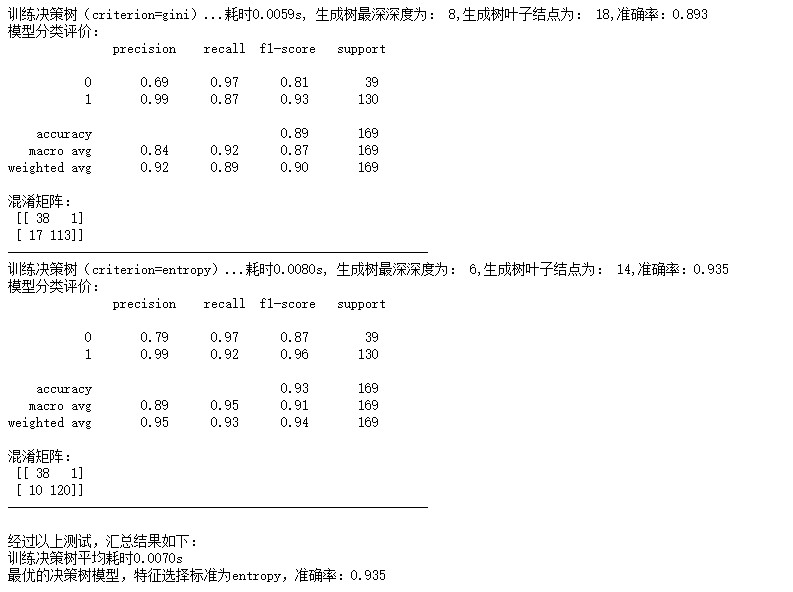 训练决策树（criterion=gini）...耗时0.0059s, 生成树最深深度为： 8,生成树叶子结点为： 18,准确率：0.893
模型分类评价：
precision recall f1-score support
0 0.69 0.97 0.81 39
1 0.99 0.87 0.93 130
accuracy 0.89 169
macro avg 0.84 0.92 0.87 169
weighted avg 0.92 0.89 0.90 169
混淆矩阵：
[[ 38 1]
[ 17 113]]
训练决策树（criterion=entropy）...耗时0.0080s, 生成树最深深度为： 6,生成树叶子结点为： 14,准确率：0.935
模型分类评价：
precision recall f1-score support
0 0.79 0.97 0.87 39
1 0.99 0.92 0.96 130
accuracy 0.93 169
macro avg 0.89 0.95 0.91 169
weighted avg 0.95 0.93 0.94 169
混淆矩阵：
[[ 38 1]
[ 10 120]]
经过以上测试，汇总结果如下：
训练决策树平均耗时0.0070s
最优的决策树模型，特征选择标准为entropy，准确率：0.935